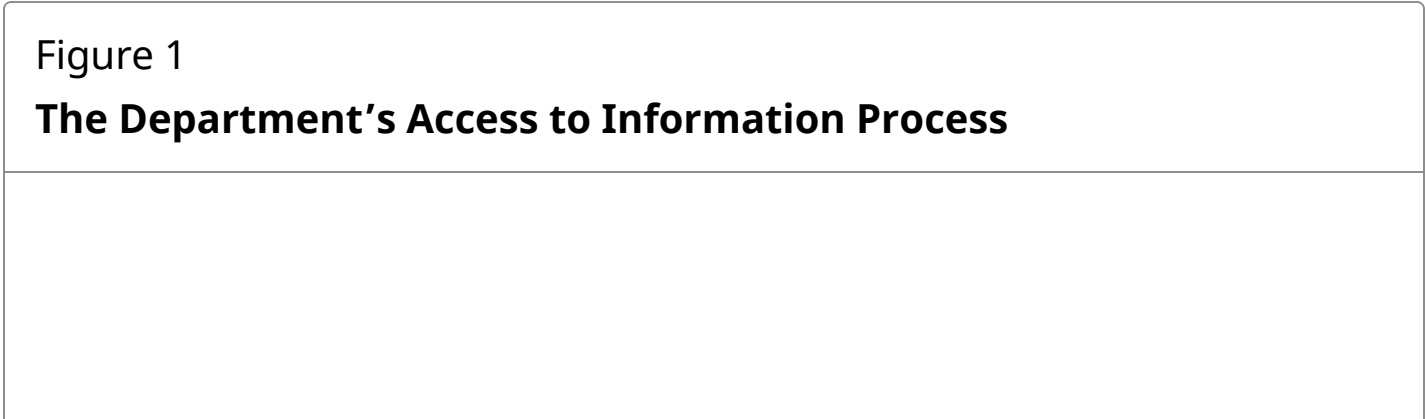 Figure 1
The Department’s Access to Information Process